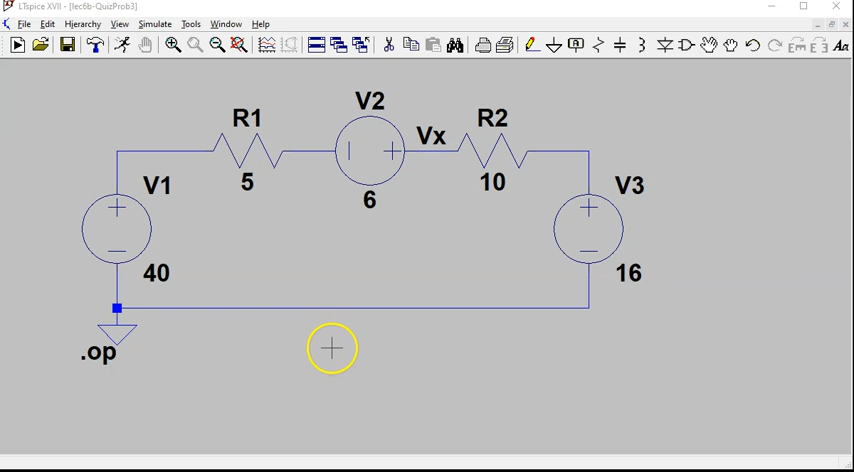 LTspice XVII - [lec6b-QuizProb3]
File Edit Hierarchy View Simulate Tools Window Help
V2
R1
Vx
R2
5
10
6
V1
V3
40
16
.op